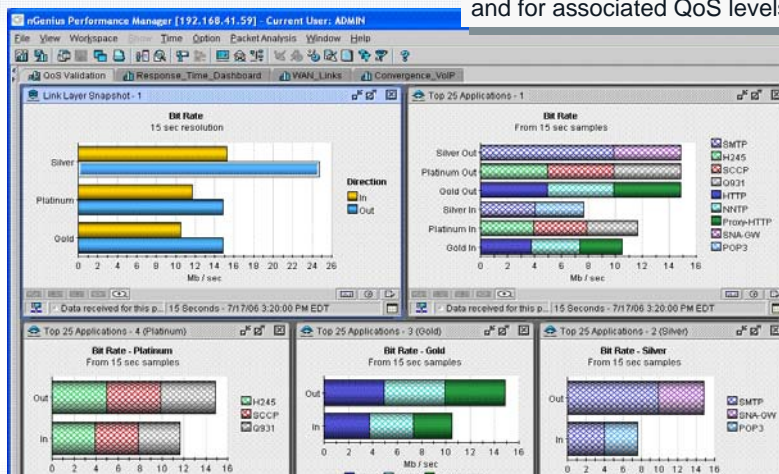 and for associated QoS levels
nGenius Performance Manager [192.168.41.59] - Current User: ADMIN
File View Workspace Show Time Option Packet Analysis Window Help
QoS Validation Response_Time_Dashboard WAN_Links Convergence_VoIP
Link Layer Snapshot - 1
Bit Rate
15 sec resolution
Silver
Platinum
Gold
0 2 4 6 8 10 12 14 16 18 20 22 24 26
Mb / sec
Direction
In
Out
Data received for this p... 15 Seconds - 7/17/06 3:20:00 PM EDT
Top 25 Applications - 1
Bit Rate
From 15 sec samples
Silver Out
Platinum Out
Gold Out
Silver In
Platinum In
Gold In
0 2 4 6 8 10 12 14 16
Mb / sec
SMTP
H245
SCCP
Q931
HTTP
NNTP
Proxy-HTTP
SNA-GW
POP3
Data received for this p... 15 Seconds - 7/17/06 3:20:00 PM EDT
Top 25 Applications - 4 (Platinum)
Bit Rate - Platinum
From 15 sec samples
Out
In
0 2 4 6 8 10 12 14 16
H245
SCCP
Q931
Top 25 Applications - 3 (Gold)
Bit Rate - Gold
From 15 sec samples
Out
In
0 2 4 6 8 10 12 14 16
Mb / sec
Top 25 Applications - 2 (Silver)
Bit Rate - Silver
From 15 sec samples
Out
In
0 2 4 6 8 10 12 14 16
SMTP
SNA-GW
POP3